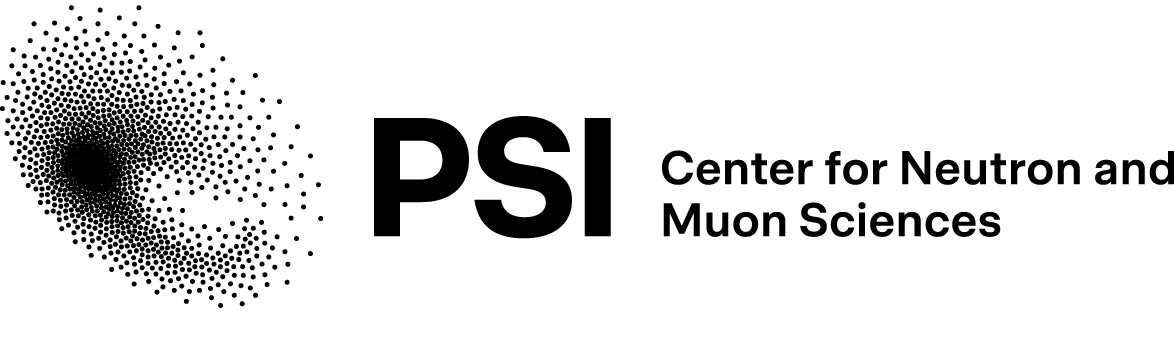 PSI
Center for Neutron and
Muon Sciences